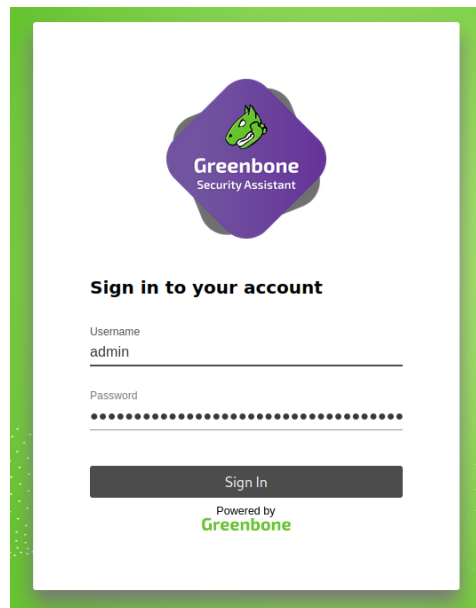 Greenbone
Security Assistant
Sign in to your account
Username
admin
Password
••••••••••••••••••••••••••••••••••••
Sign In
Powered by
Greenbone